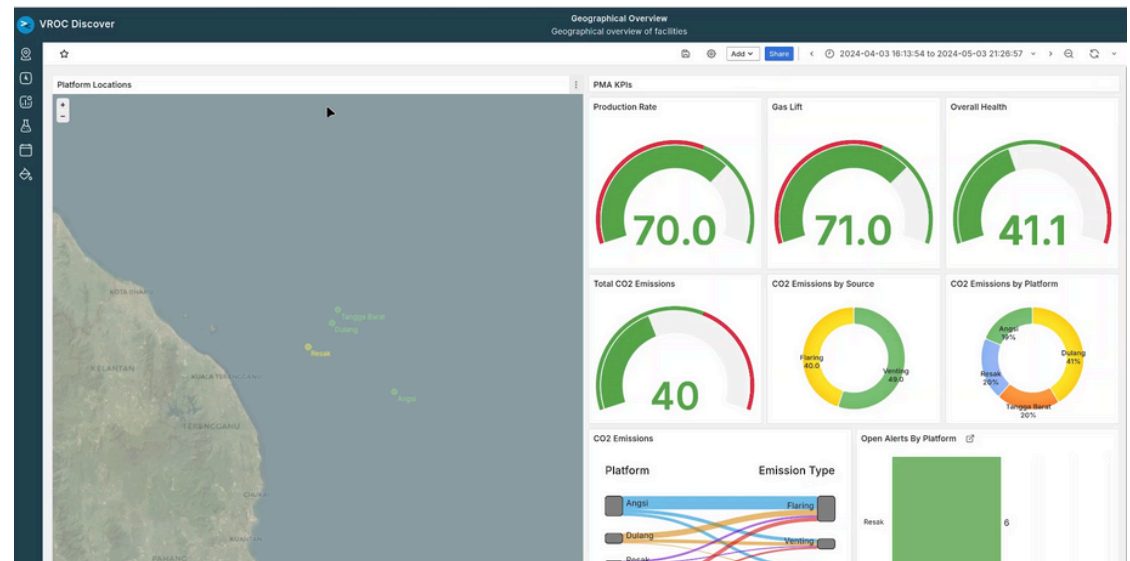 VROC Discover
Geographical Overview
Geographical overview of facilities
Add
Share
2024-04-03 16:13:54 to 2024-05-03 21:26:57
Platform Locations
+
-
KOTA BHARU
KELANTAN
KUALA TERENGGANU
TERENGGANU
CHUKAI
KUANTAN
PAHANG
Tangga Barat
Dulang
Resak
Angsi
PMA KPIs
Production Rate
70.0
Gas Lift
71.0
Overall Health
41.1
Total CO2 Emissions
40
CO2 Emissions by Source
Flaring
40.0
Venting
49.0
CO2 Emissions by Platform
Angsi
19%
Dulang
41%
Resak
20%
Tangga Barat
20%
CO2 Emissions
Platform
Emission Type
Angsi
Flaring
Dulang
Venting
Resak
Open Alerts By Platform
Resak
6